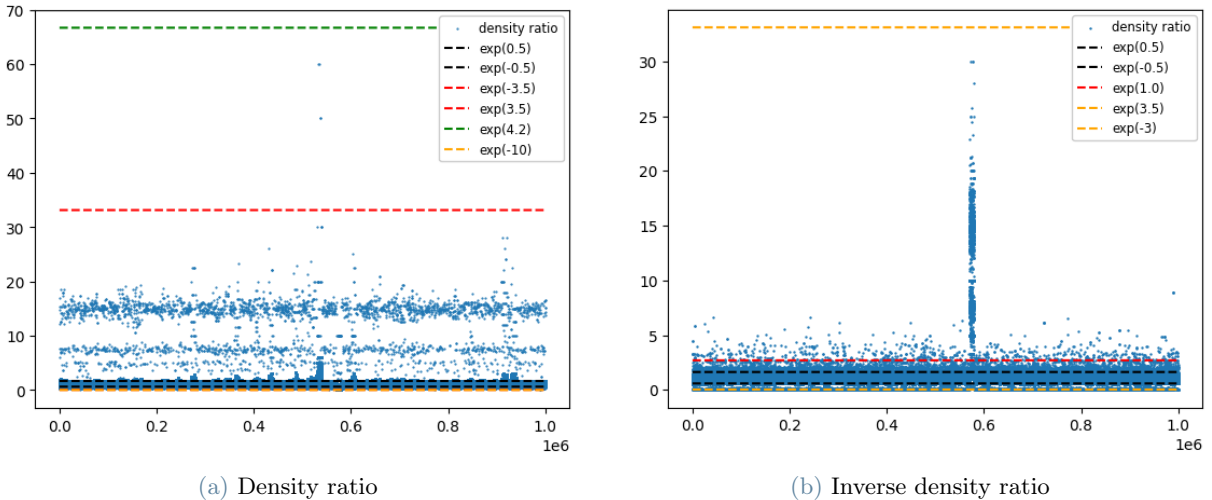 70
60
50
40
30
20
10
0
0.0
0.2
0.4
0.6
0.8
1.0
1e6
density ratio
exp(0.5)
exp(-0.5)
exp(-3.5)
exp(3.5)
exp(4.2)
exp(-10)
(a) Density ratio
30
25
20
15
10
5
0
0.0
0.2
0.4
0.6
0.8
1.0
1e6
density ratio
exp(0.5)
exp(-0.5)
exp(1.0)
exp(3.5)
exp(-3)
(b) Inverse density ratio